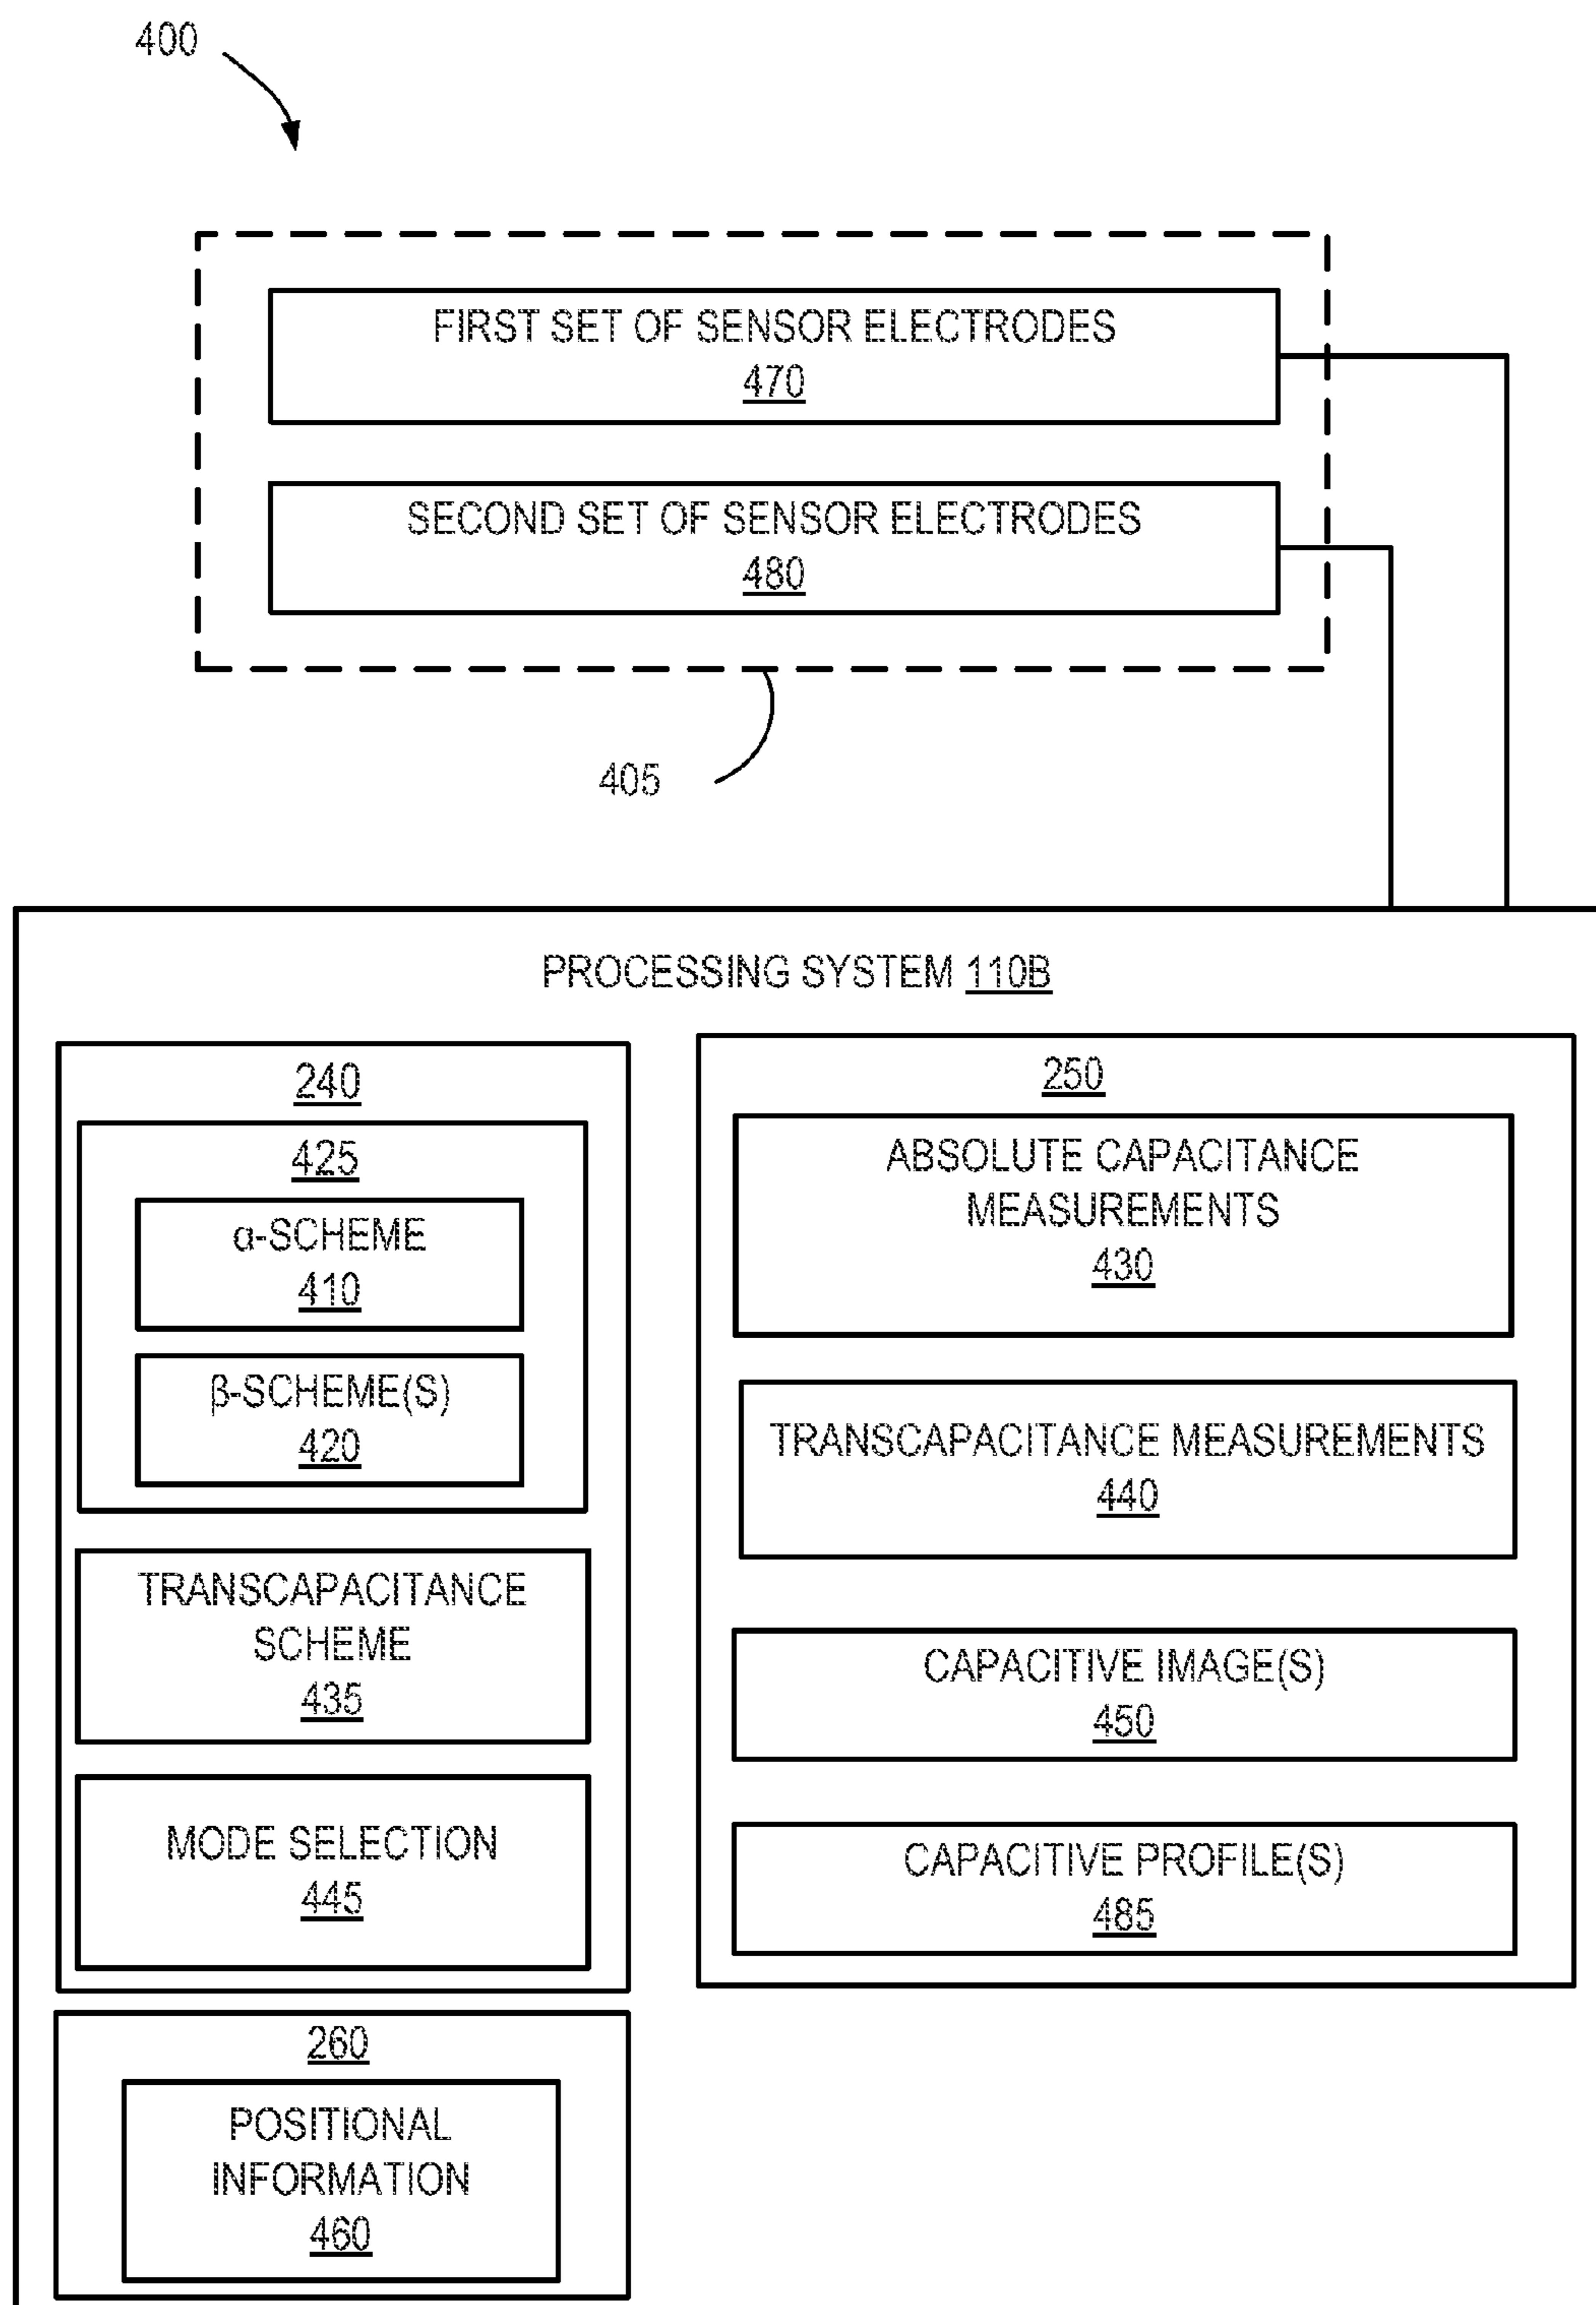 400
FIRST SET OF SENSOR ELECTRODES
470
SECOND SET OF SENSOR ELECTRODES
480
405
PROCESSING SYSTEM 110B
240
425
α-SCHEME
410
β-SCHEME(S)
420
TRANSCAPACITANCE
SCHEME
435
MODE SELECTION
445
250
ABSOLUTE CAPACITANCE
MEASUREMENTS
430
TRANSCAPACITANCE MEASUREMENTS
440
CAPACITIVE IMAGE(S)
450
CAPACITIVE PROFILE(S)
485
260
POSITIONAL
INFORMATION
460